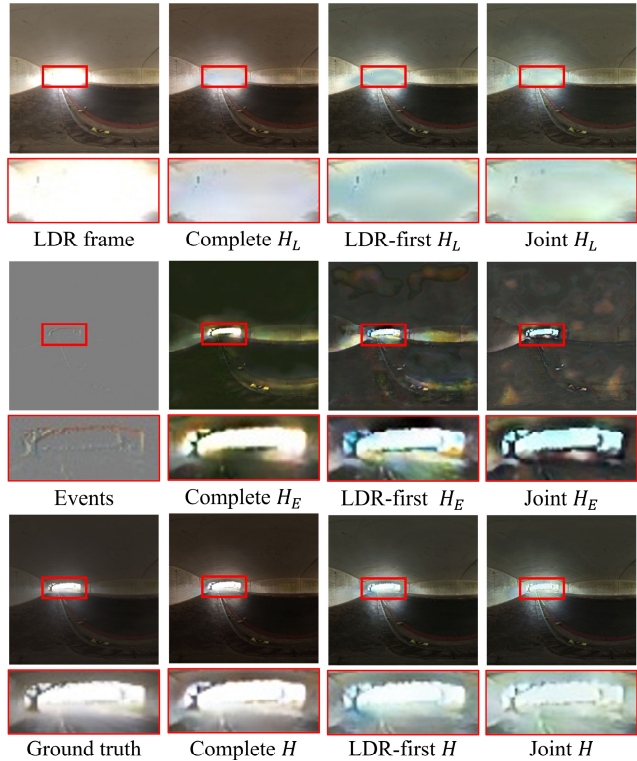 LDR frame Complete $H_L$ LDR-first $H_L$ Joint $H_L$
Events Complete $H_E$ LDR-first $H_E$ Joint $H_E$
Ground truth Complete $H$ LDR-first $H$ Joint $H$